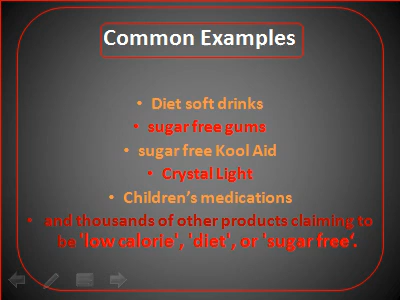 Common Examples
• Diet soft drinks
• sugar free gums
• sugar free Kool Aid
• Crystal Light
• Children’s medications
• and thousands of other products claiming to
be 'low calorie', 'diet', or 'sugar free‘.